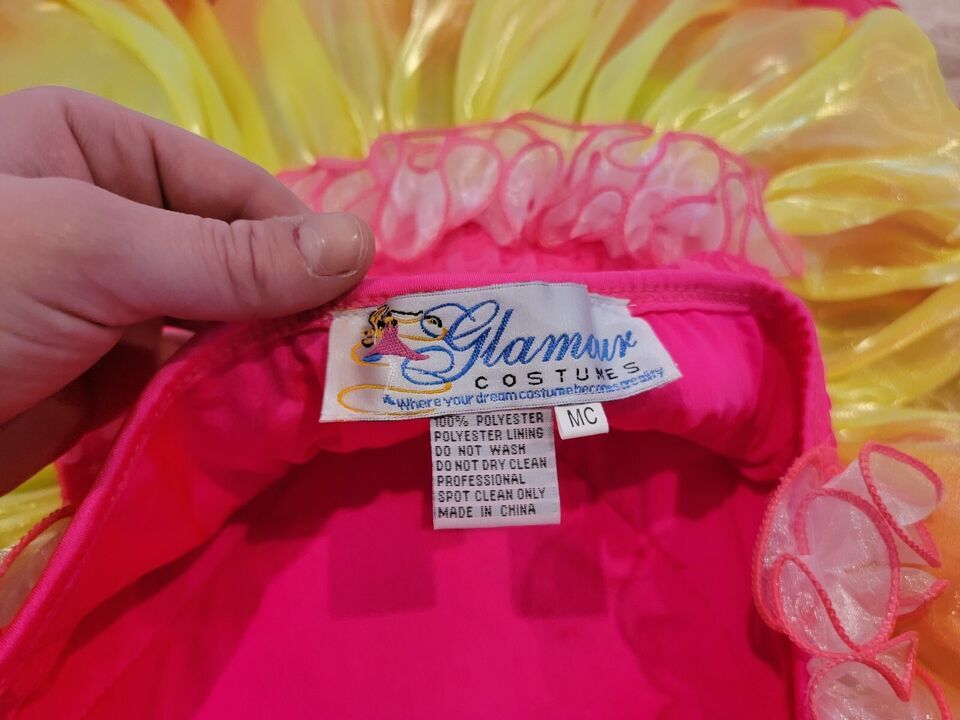 Glamour
COSTUMES
Where your dream costume becomes reality
MC
100% POLYESTER
POLYESTER LINING
DO NOT WASH
DO NOT DRY CLEAN
PROFESSIONAL
SPOT CLEAN ONLY
MADE IN CHINA